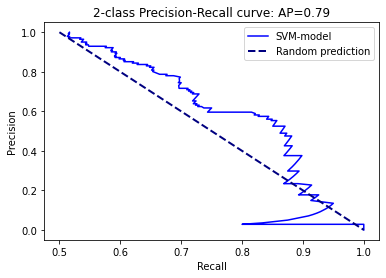 2-class Precision-Recall curve: AP=0.79
SVM-model
Random prediction
Precision
1.0
0.8
0.6
0.4
0.2
0.0
0.5 0.6 0.7 0.8 0.9 1.0
Recall